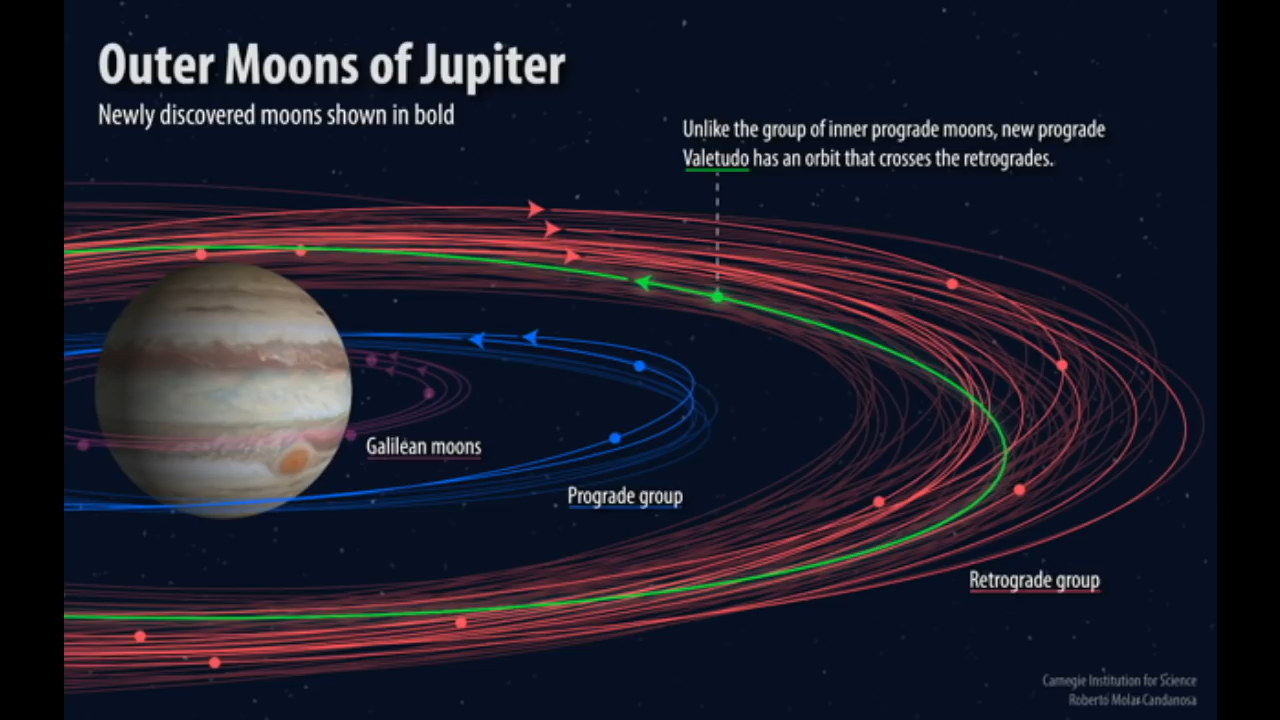 Outer Moons of Jupiter
Newly discovered moons shown in bold
Unlike the group of inner prograde moons, new prograde
Valetudo has an orbit that crosses the retrogrades.
Galilean moons
Prograde group
Retrograde group
Carnegie Institution for Science
Roberto Molar Candanosa